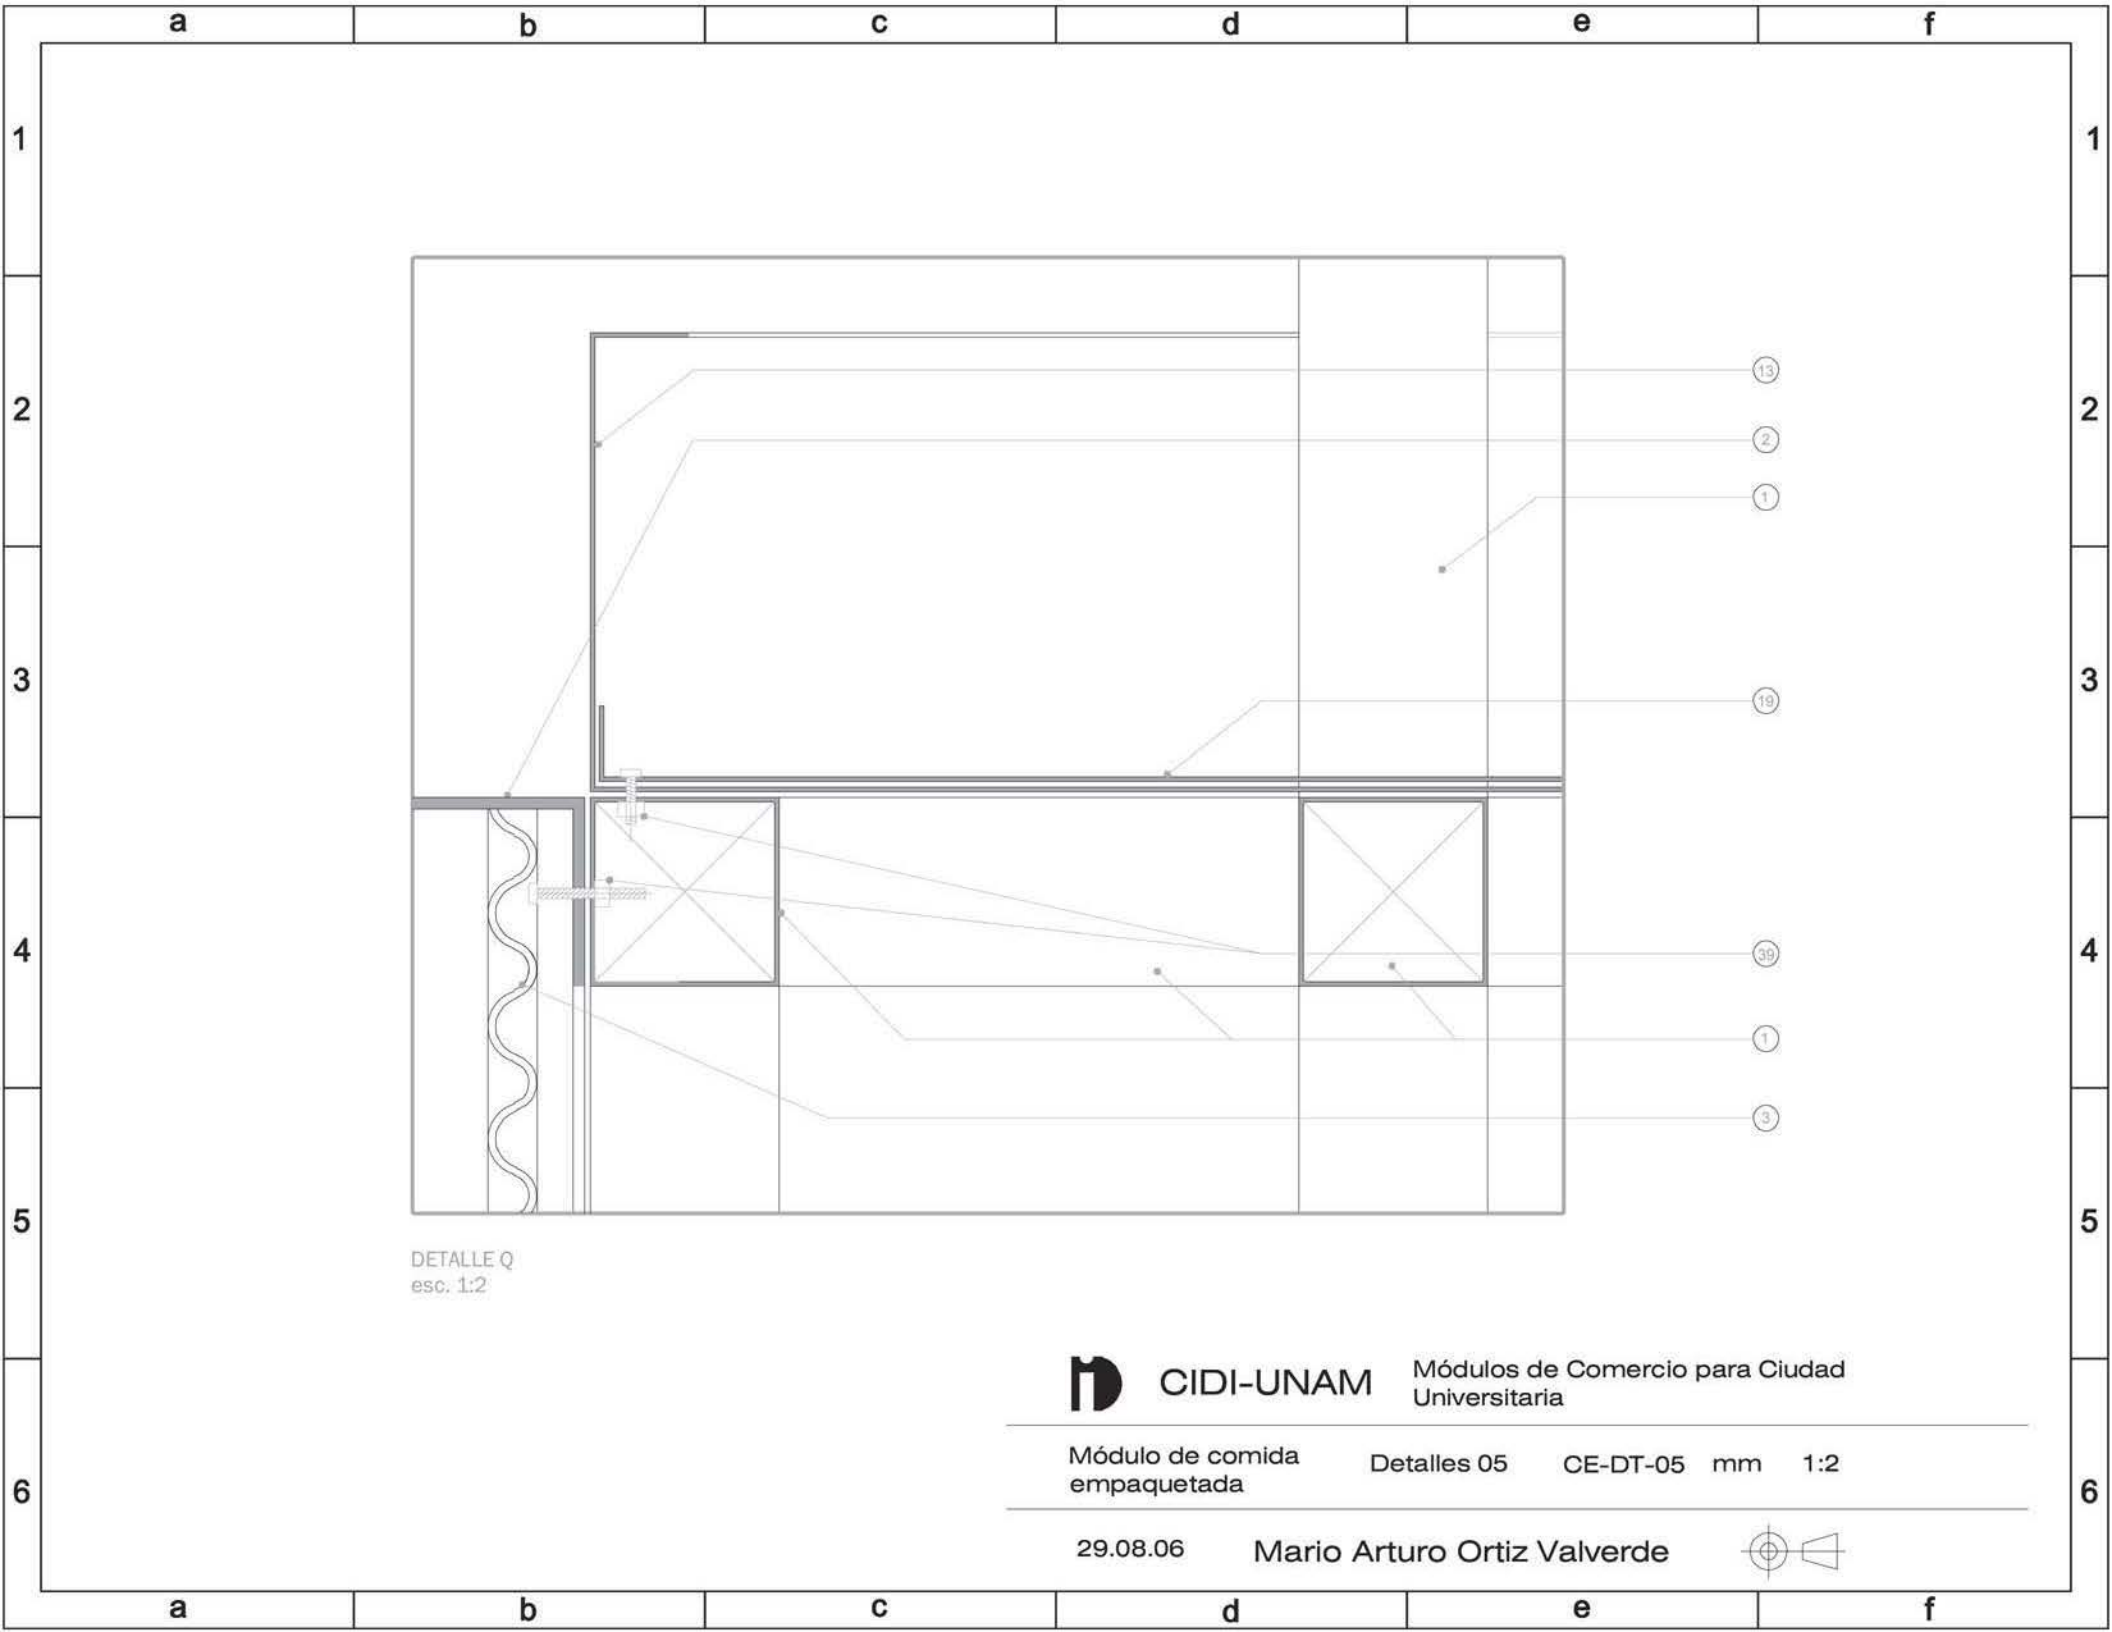 a b c d e f
1 1
2 2
3 3
4 4
5 5
6 6
13
2
1
19
39
1
3
DETALLE Q
esc. 1:2
CIDI-UNAM
Módulos de Comercio para Ciudad
Universitaria
Módulo de comida
empaquetada
Detalles 05 CE-DT-05 mm 1:2
29.08.06 Mario Arturo Ortiz Valverde
a b c d e f